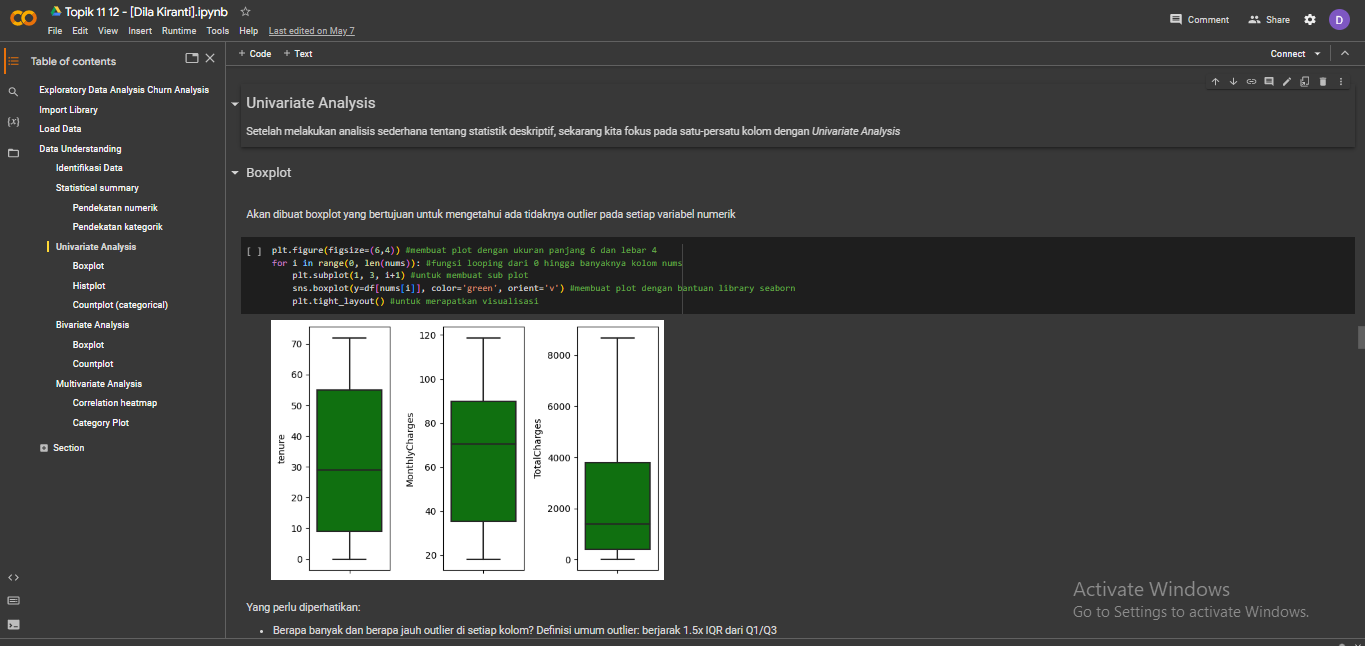 Topik 11 12 - [Dila Kiranti].ipynb
File Edit View Insert Runtime Tools Help Last edited on May 7
Comment Share D
Table of contents
Exploratory Data Analysis Churn Analysis
Import Library
Load Data
Data Understanding
Identifikasi Data
Statistical summary
Pendekatan numerik
Pendekatan kategorik
Univariate Analysis
Boxplot
Histplot
Countplot (categorical)
Bivariate Analysis
Boxplot
Countplot
Multivariate Analysis
Correlation heatmap
Category Plot
Section
+ Code + Text
Connect
Univariate Analysis
Setelah melakukan analisis sederhana tentang statistik deskriptif, sekarang kita fokus pada satu-persatu kolom dengan Univariate Analysis
Boxplot
Akan dibuat boxplot yang bertujuan untuk mengetahui ada tidaknya outlier pada setiap variabel numerik
[ ] plt.figure(figsize=(6,4)) #membuat plot dengan ukuran panjang 6 dan lebar 4
for i in range(0, len(nums)): #fungsi looping dari 0 hingga banyaknya kolom nums
plt.subplot(1, 3, i+1) #untuk membuat sub plot
sns.boxplot(y=df[nums[i]], color='green', orient='v') #membuat plot dengan bantuan library seaborn
plt.tight_layout() #untuk merapatkan visualisasi
tenure
70
60
50
40
30
20
10
0
MonthlyCharges
120
100
80
60
40
20
TotalCharges
8000
6000
4000
2000
0
Yang perlu diperhatikan:
• Berapa banyak dan berapa jauh outlier di setiap kolom? Definisi umum outlier: berjarak 1.5x IQR dari Q1/Q3
Activate Windows
Go to Settings to activate Windows.